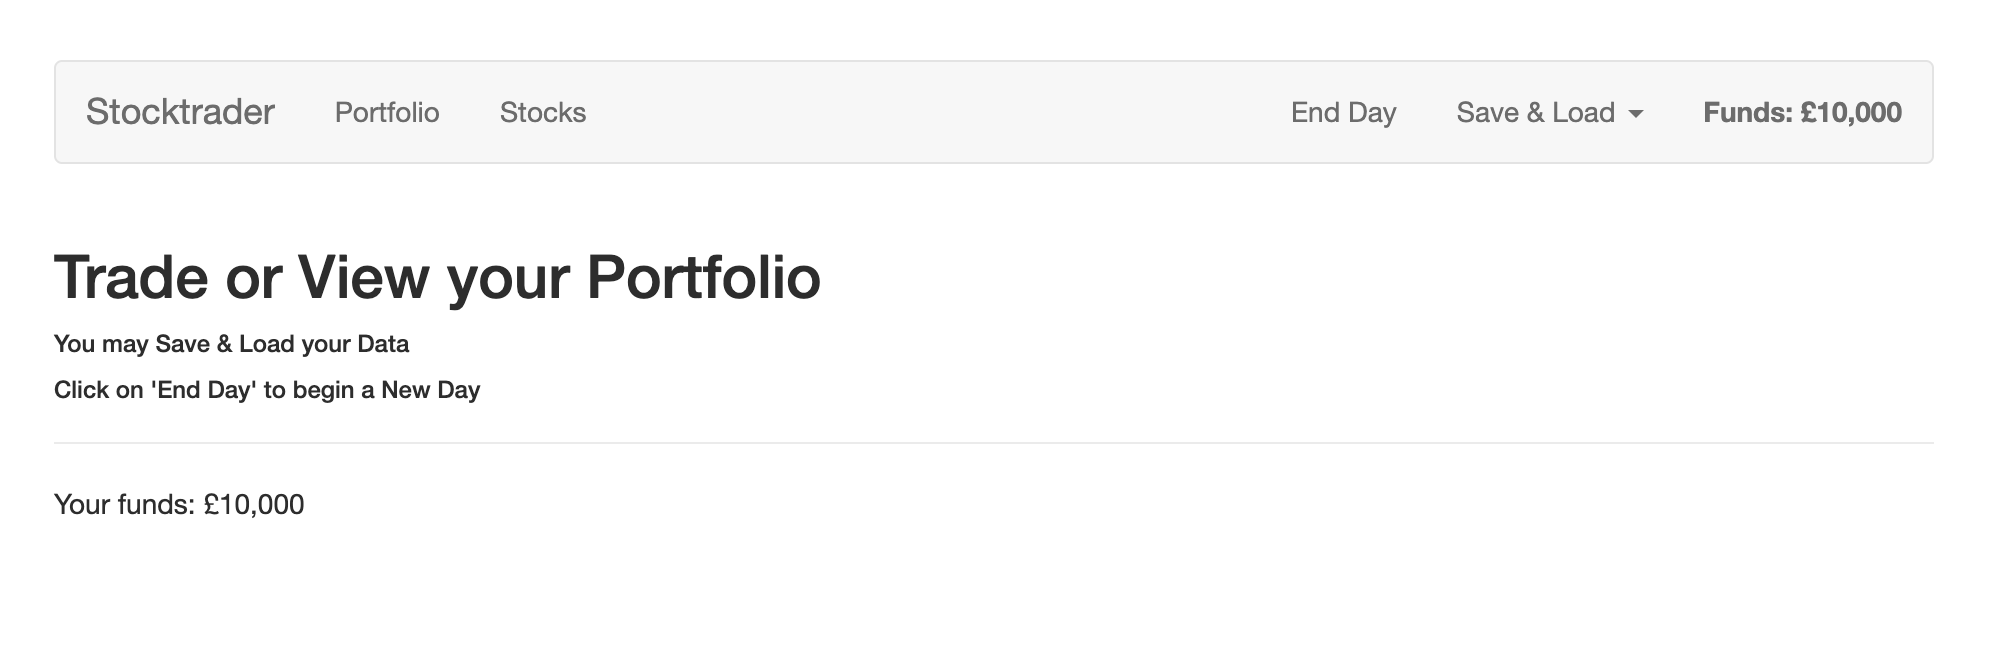 Stocktrader Portfolio Stocks End Day Save & Load Funds: £10,000
Trade or View your Portfolio
You may Save & Load your Data
Click on 'End Day' to begin a New Day
Your funds: £10,000